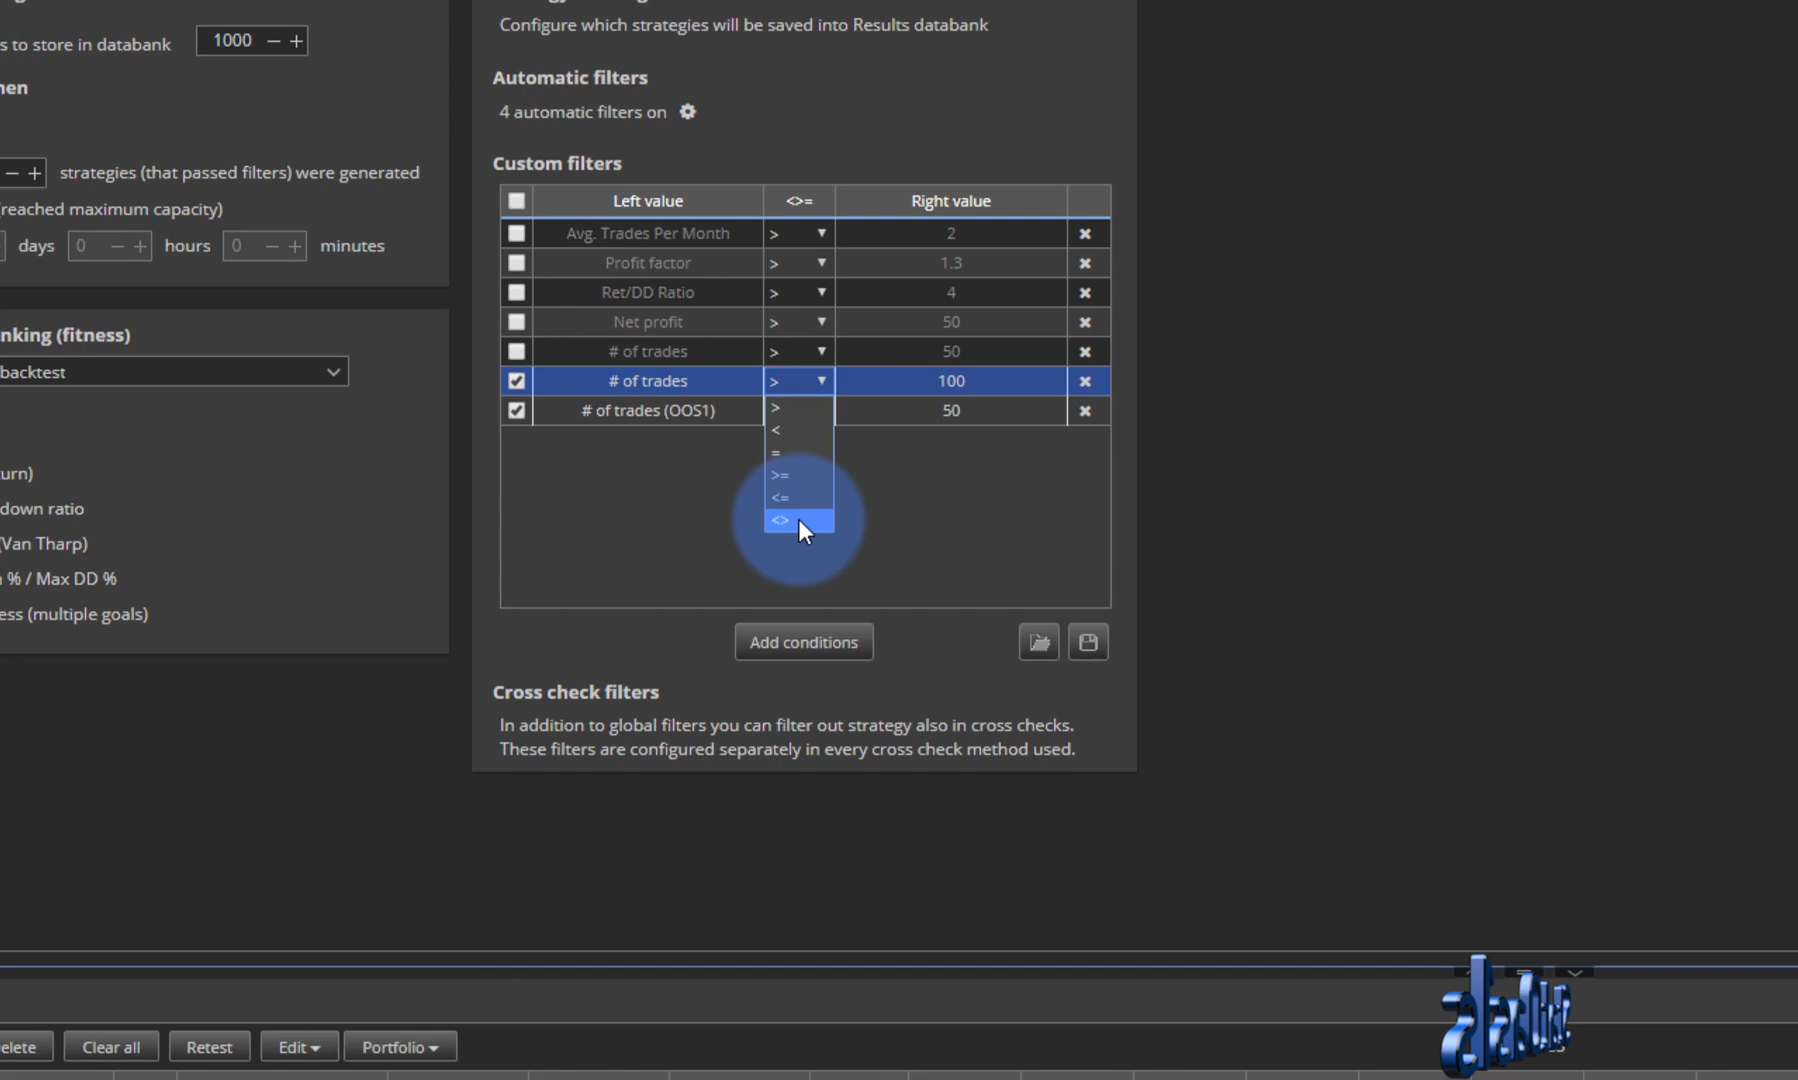 Configure which strategies will be saved into Results databank
s to store in databank 1000 − +
Automatic filters
4 automatic filters on
− + strategies (that passed filters) were generated
(reached maximum capacity)
days 0 − + hours 0 − + minutes
Custom filters
Left value <>= Right value
Avg. Trades Per Month > 2
Profit factor > 1.3
Ret/DD Ratio > 4
Net profit > 50
# of trades > 50
# of trades > 100
# of trades (OOS1) 50
>
<
=
>=
<=
<>
nking (fitness)
backtest
urn)
down ratio
(Van Tharp)
% / Max DD %
ess (multiple goals)
Add conditions
Cross check filters
In addition to global filters you can filter out strategy also in cross checks.
These filters are configured separately in every cross check method used.
elete Clear all Retest Edit Portfolio